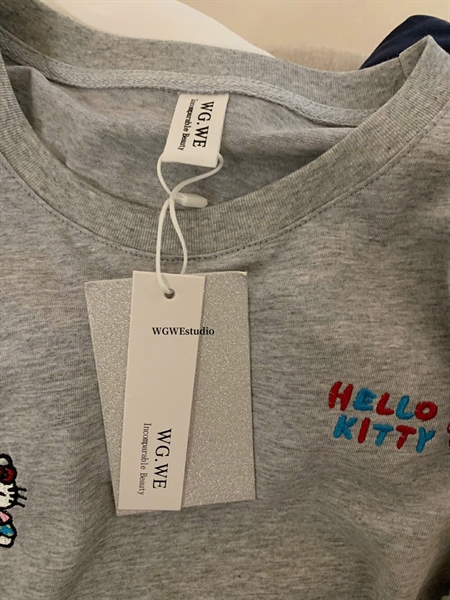 WG.WE
Incomparable Beauty
WGWEstudio
WG.WE
Incomparable Beauty
HELLO
KITTY